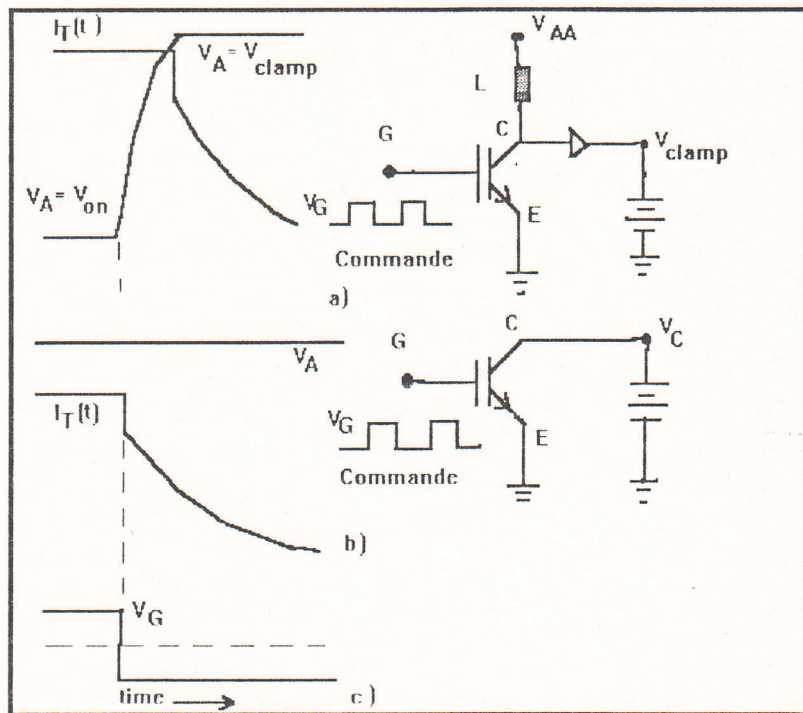 I_T(t)
V_A = V_clamp
V_A = V_on
a)
V_AA
L
C
G
V_clamp
V_G
E
Commande
V_A
I_T(t)
b)
C
V_C
G
V_G
E
Commande
V_G
time
c)